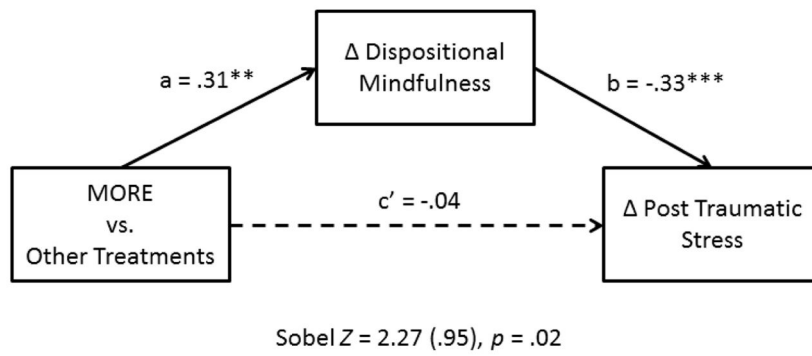 Δ Dispositional
Mindfulness
a = .31**
b = -.33***
MORE
vs.
Other Treatments
c’ = -.04
Δ Post Traumatic
Stress
Sobel Z = 2.27 (.95), p = .02